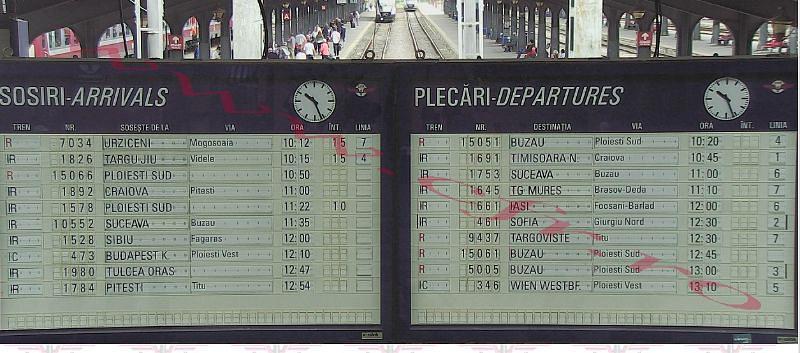 SOSIRI-ARRIVALS
TREN NR. SOSEȘTE DE LA VIA ORA ÎNT. LINIA
R 7034 URZICENI Mogosoaia 10:12 15 7
IR 1826 TARGU-JIU Videle 10:15 15 4
R 15066 PLOIESTI SUD 10:50
IR 1892 CRAIOVA Pitesti 11:00
IR 1578 PLOIESTI SUD 11:22 10
IR 10552 SUCEAVA Buzau 11:35
IR 1528 SIBIU Fagaras 12:00
IC 473 BUDAPEST K. Ploiesti Vest 12:10
IR 1980 TULCEA ORAS 12:47
IR 1784 PITESTI Titu 12:54
PLECĂRI-DEPARTURES
TREN NR. DESTINAȚIA VIA ORA ÎNT. LINIA
R 15051 BUZAU Ploiesti Sud 10:20 4
IR 1691 TIMISOARA N. Craiova 10:45 1
IR 1753 SUCEAVA Buzau 11:00 6
IR 1645 TG MURES Brasov-Deda 11:10 7
IR 1661 IASI Focsani-Barlad 12:00 6
IR 461 SOFIA Giurgiu Nord 12:30 2
R 9437 TARGOVISTE Titu 12:30 7
R 15061 BUZAU Ploiesti Sud 12:45
R 5005 BUZAU Ploiesti Sud 13:00 3
IC 346 WIEN WESTBF. Ploiesti Vest 13:10 5